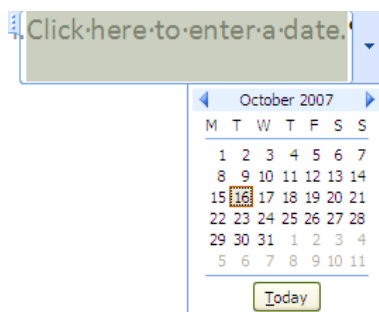 Click·here·to·enter·a·date.
October 2007
M T W T F S S
1 2 3 4 5 6 7
8 9 10 11 12 13 14
15 16 17 18 19 20 21
22 23 24 25 26 27 28
29 30 31 1 2 3 4
5 6 7 8 9 10 11
Today